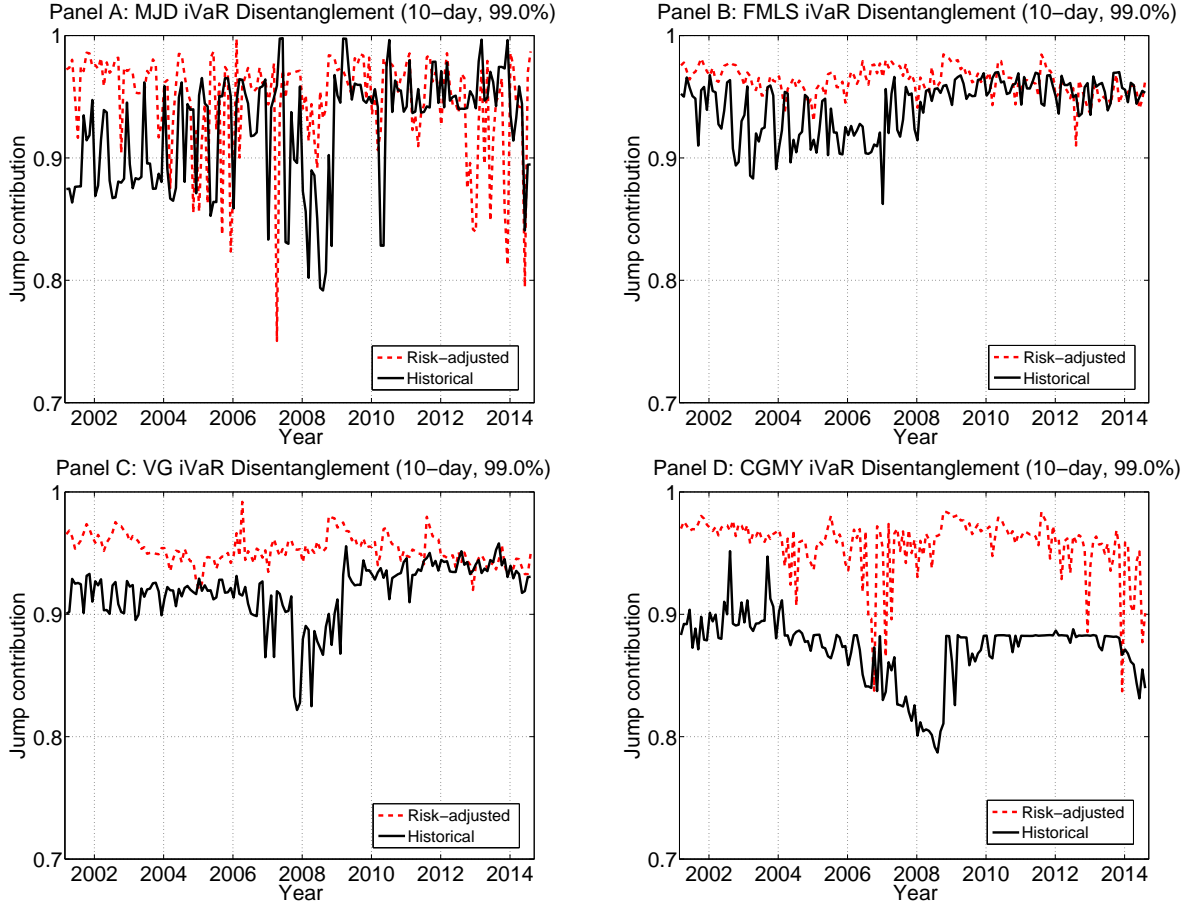 Panel A: MJD iVaR Disentanglement (10−day, 99.0%)
1
0.9
0.8
0.7
Jump contribution
2002 2004 2006 2008 2010 2012 2014
Year
Risk−adjusted
Historical
Panel B: FMLS iVaR Disentanglement (10−day, 99.0%)
1
0.9
0.8
0.7
Jump contribution
2002 2004 2006 2008 2010 2012 2014
Year
Risk−adjusted
Historical
Panel C: VG iVaR Disentanglement (10−day, 99.0%)
1
0.9
0.8
0.7
Jump contribution
2002 2004 2006 2008 2010 2012 2014
Year
Risk−adjusted
Historical
Panel D: CGMY iVaR Disentanglement (10−day, 99.0%)
1
0.9
0.8
0.7
Jump contribution
2002 2004 2006 2008 2010 2012 2014
Year
Risk−adjusted
Historical